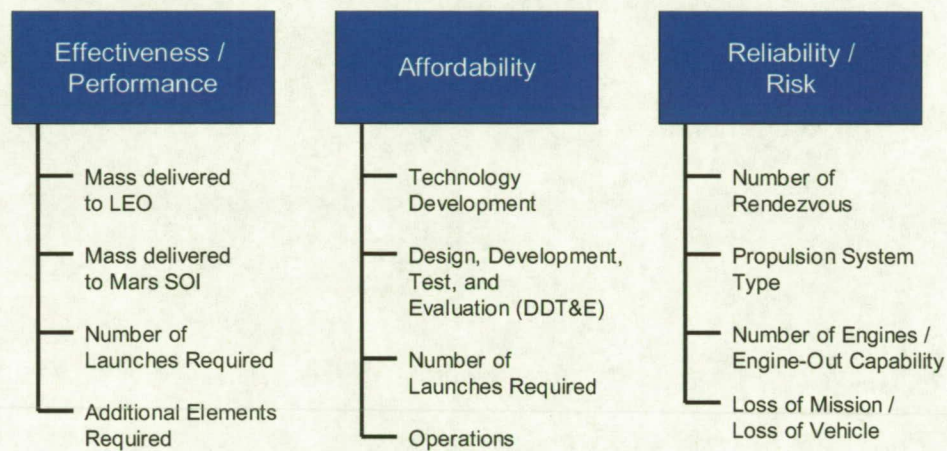 Effectiveness /
Performance
Mass delivered
to LEO
Mass delivered
to Mars SOI
Number of
Launches Required
Additional Elements
Required
Affordability
Technology
Development
Design, Development,
Test, and
Evaluation (DDT&E)
Number of
Launches Required
Operations
Reliability /
Risk
Number of
Rendezvous
Propulsion System
Type
Number of Engines /
Engine-Out Capability
Loss of Mission /
Loss of Vehicle